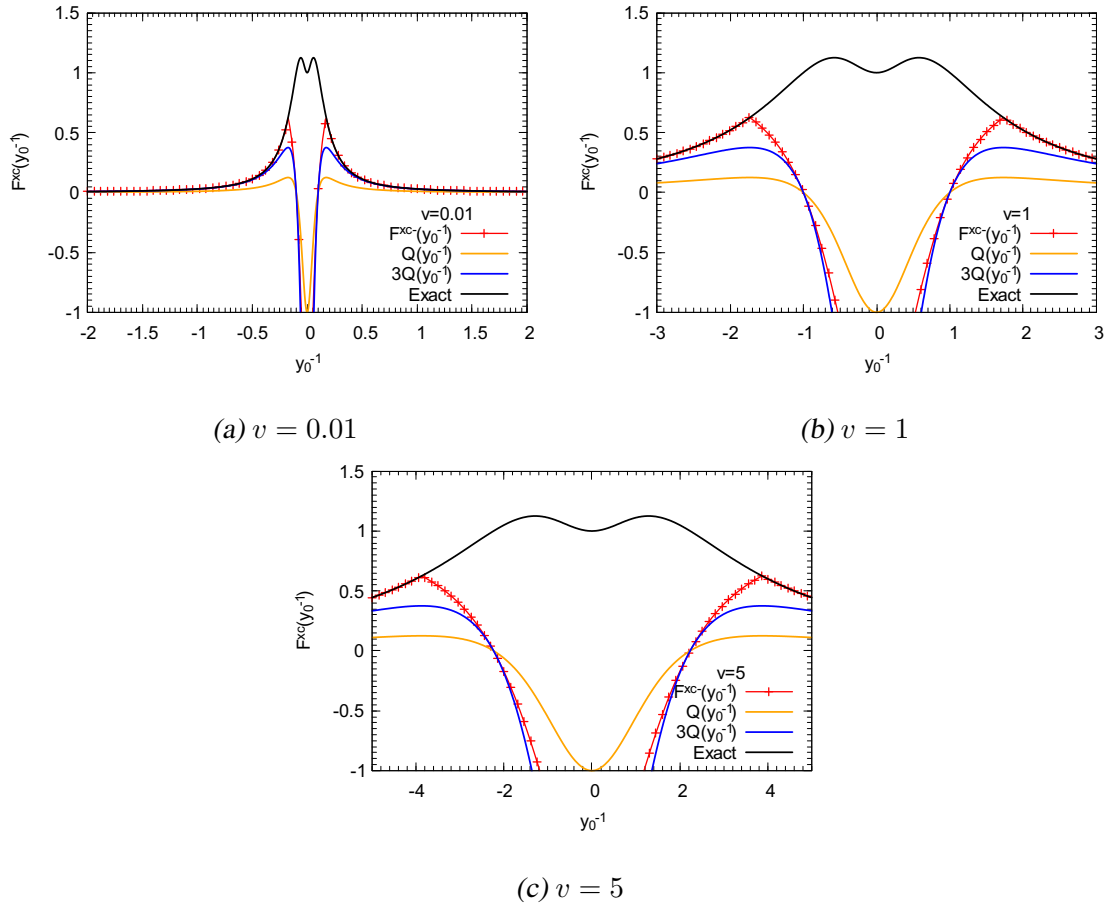 1.5
1
0.5
0
-0.5
-1
-2 -1.5 -1 -0.5 0 0.5 1 1.5 2
Fˣᶜ(y₀⁻¹)
y₀⁻¹
v=0.01
Fˣᶜ⁻(y₀⁻¹)
Q(y₀⁻¹)
3Q(y₀⁻¹)
Exact
(a) v = 0.01
1.5
1
0.5
0
-0.5
-1
-3 -2 -1 0 1 2 3
Fˣᶜ(y₀⁻¹)
y₀⁻¹
v=1
Fˣᶜ⁻(y₀⁻¹)
Q(y₀⁻¹)
3Q(y₀⁻¹)
Exact
(b) v = 1
1.5
1
0.5
0
-0.5
-1
-4 -2 0 2 4
Fˣᶜ(y₀⁻¹)
y₀⁻¹
v=5
Fˣᶜ⁻(y₀⁻¹)
Q(y₀⁻¹)
3Q(y₀⁻¹)
Exact
(c) v = 5